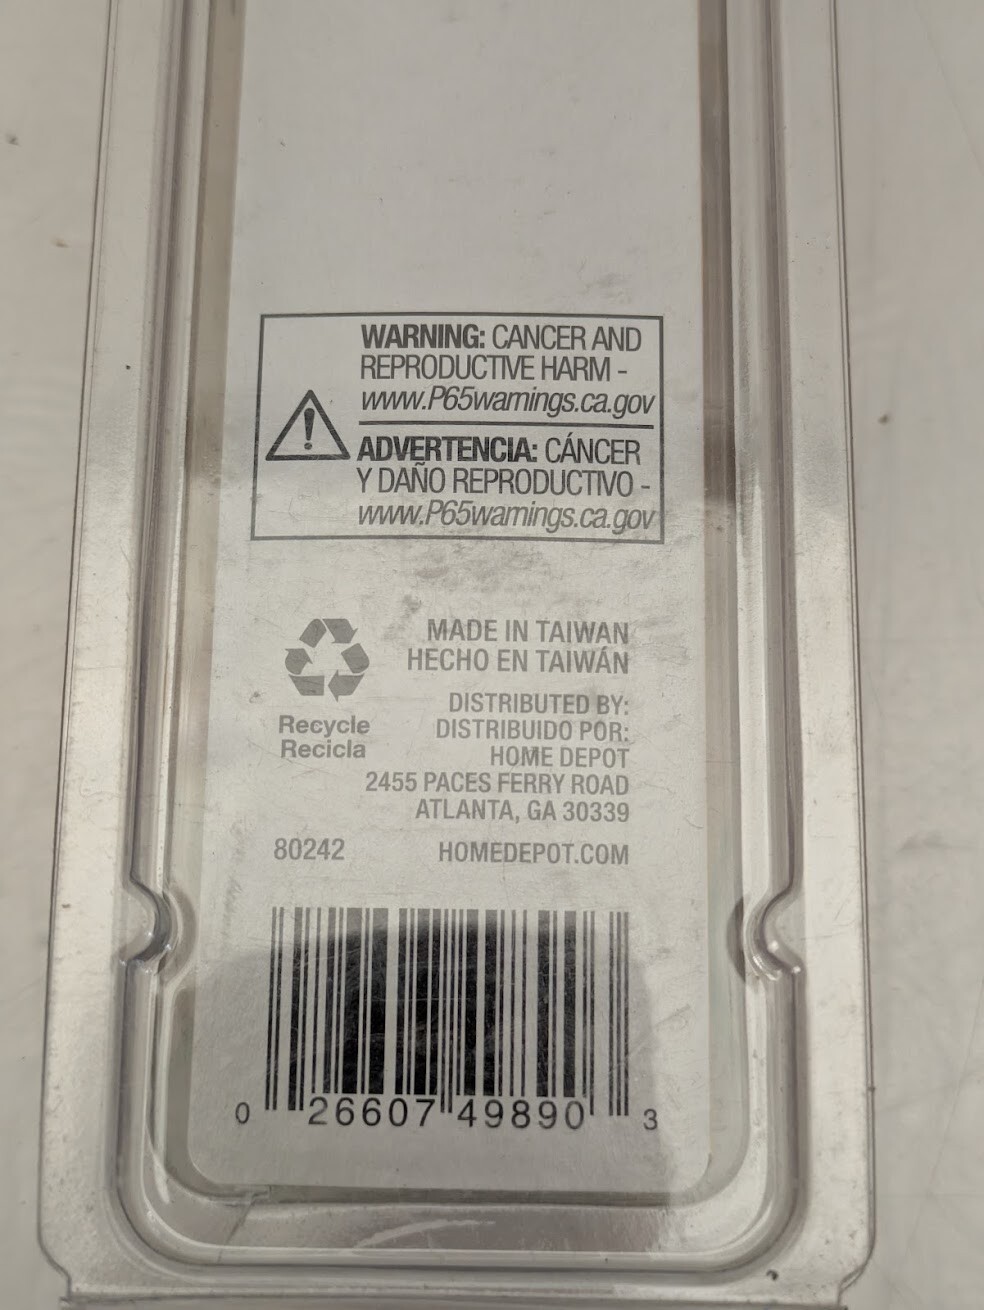 WARNING: CANCER AND
REPRODUCTIVE HARM -
www.P65warnings.ca.gov
ADVERTENCIA: CÁNCER
Y DAÑO REPRODUCTIVO -
www.P65warnings.ca.gov
MADE IN TAIWAN
HECHO EN TAIWÁN
Recycle
Recicla
DISTRIBUTED BY:
DISTRIBUIDO POR:
HOME DEPOT
2455 PACES FERRY ROAD
ATLANTA, GA 30339
80242
HOMEDEPOT.COM
0 26607 49890 3